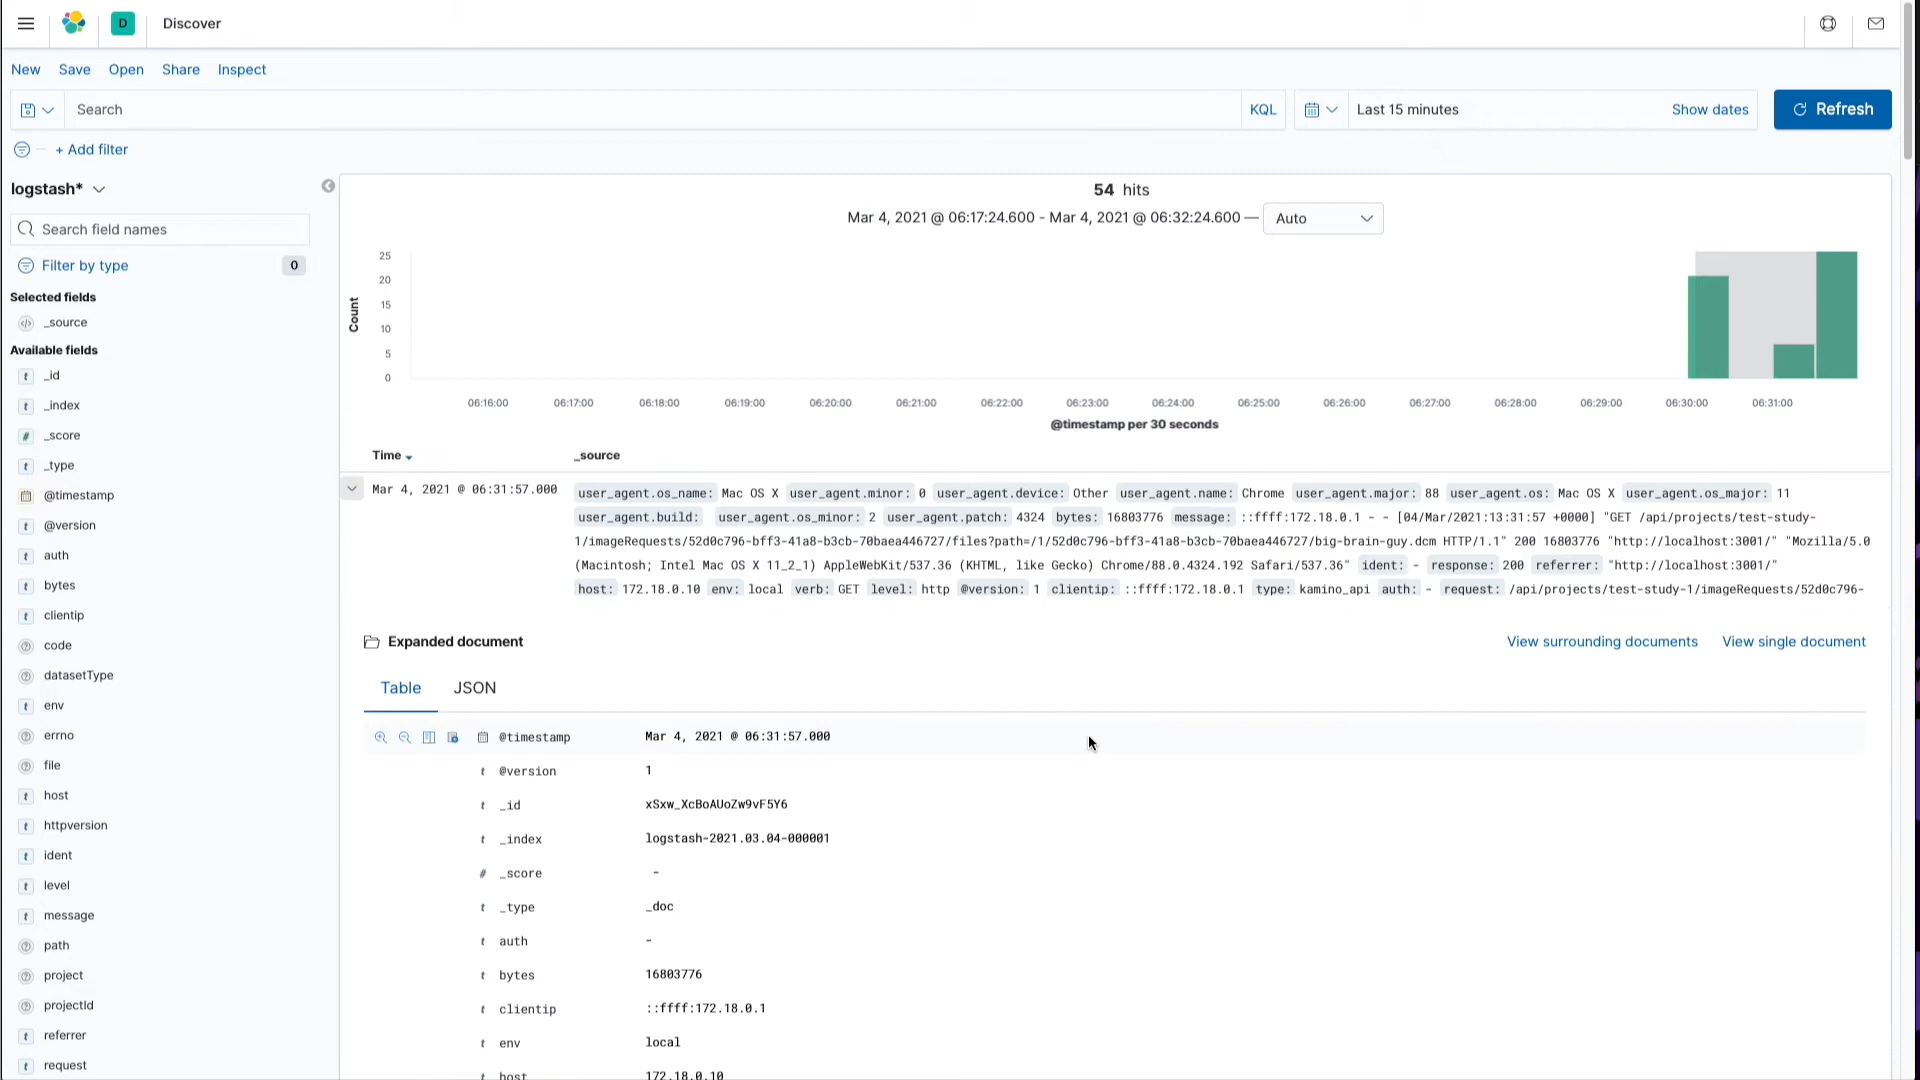 D
Discover
New Save Open Share Inspect
Search
KQL
Last 15 minutes
Show dates
Refresh
+ Add filter
logstash*
Search field names
Filter by type
0
Selected fields
_source
Available fields
_id
_index
_score
_type
@timestamp
@version
auth
bytes
clientip
code
datasetType
env
errno
file
host
httpversion
ident
level
message
path
project
projectId
referrer
request
54 hits
Mar 4, 2021 @ 06:17:24.600 - Mar 4, 2021 @ 06:32:24.600 —
Auto
Count
25
20
15
10
5
0
06:16:00 06:17:00 06:18:00 06:19:00 06:20:00 06:21:00 06:22:00 06:23:00 06:24:00 06:25:00 06:26:00 06:27:00 06:28:00 06:29:00 06:30:00 06:31:00
@timestamp per 30 seconds
Time _source
Mar 4, 2021 @ 06:31:57.000
user_agent.os_name: Mac OS X user_agent.minor: 0 user_agent.device: Other user_agent.name: Chrome user_agent.major: 88 user_agent.os: Mac OS X user_agent.os_major: 11
user_agent.build: user_agent.os_minor: 2 user_agent.patch: 4324 bytes: 16803776 message: ::ffff:172.18.0.1 - - [04/Mar/2021:13:31:57 +0000] "GET /api/projects/test-study-
1/imageRequests/52d0c796-bff3-41a8-b3cb-70baea446727/files?path=/1/52d0c796-bff3-41a8-b3cb-70baea446727/big-brain-guy.dcm HTTP/1.1" 200 16803776 "http://localhost:3001/" "Mozilla/5.0
(Macintosh; Intel Mac OS X 11_2_1) AppleWebKit/537.36 (KHTML, like Gecko) Chrome/88.0.4324.192 Safari/537.36" ident: - response: 200 referrer: "http://localhost:3001/"
host: 172.18.0.10 env: local verb: GET level: http @version: 1 clientip: ::ffff:172.18.0.1 type: kamino_api auth: - request: /api/projects/test-study-1/imageRequests/52d0c796-
Expanded document
View surrounding documents View single document
Table JSON
@timestamp Mar 4, 2021 @ 06:31:57.000
t @version 1
t _id xSxw_XcBoAUoZw9vF5Y6
t _index logstash-2021.03.04-000001
# _score -
t _type _doc
t auth -
t bytes 16803776
t clientip ::ffff:172.18.0.1
t env local
t host 172.18.0.10